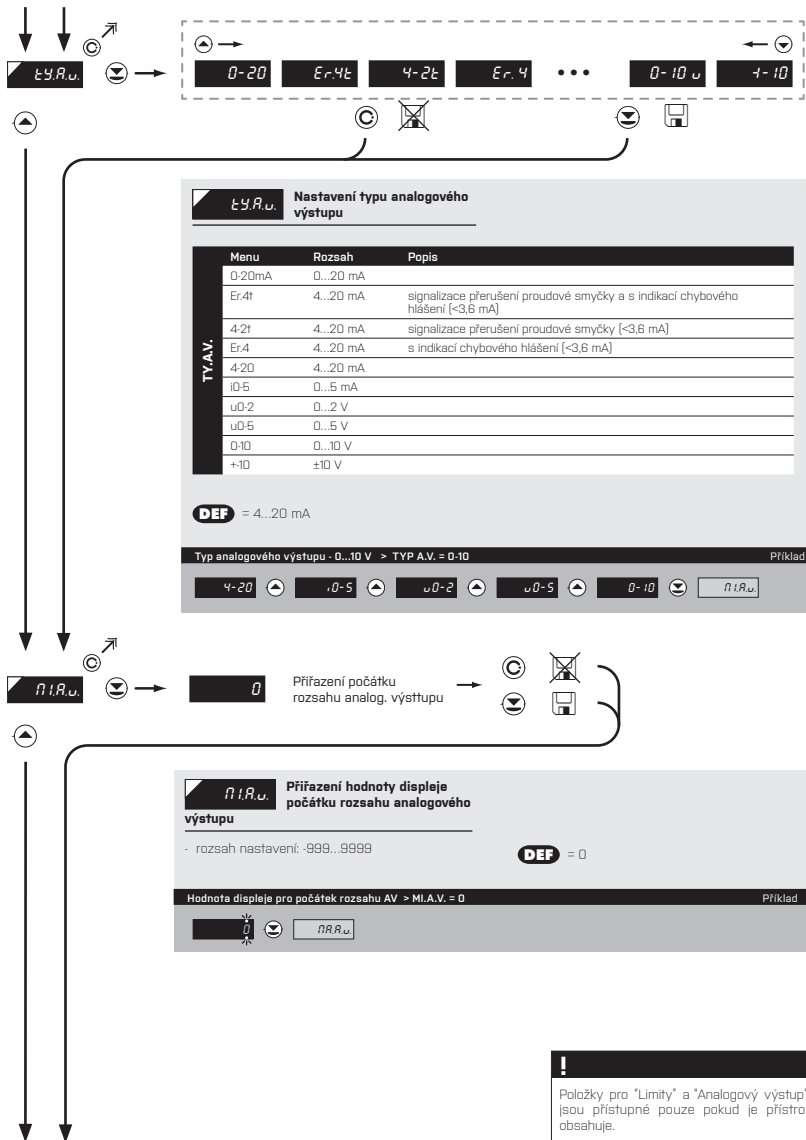 tY.A.v.
0-20 Er.4t 4-2t Er. 4 ••• 0-10 u
tY.A.v. Nastavení typu analogového
výstupu
Menu Rozsah Popis
TY.A.V.
0-20mA 0...20 mA
Er.4t 4...20 mA signalizace přerušení proudové smyčky a s indikací chybového
hlášení (<3,6 mA)
4-2t 4...20 mA signalizace přerušení proudové smyčky (<3,6 mA)
Er.4 4...20 mA s indikací chybového hlášení (<3,6 mA)
4-20 4...20 mA
i0-5 0...5 mA
u0-2 0...2 V
u0-5 0...5 V
0-10 0...10 V
+-10 ±10 V
DEF = 4...20 mA
Typ analogového výstupu - 0...10 V > TYP A.V. = 0-10 Příklad
4-20 i0-5 u0-2 u0-5 0-10 MI.A.v.
MI.A.v. 0 Přiřazení počátku
rozsahu analog. výsttupu
MI.A.v. Přiřazení hodnoty displeje
počátku rozsahu analogového
výstupu
- rozsah nastavení: -999...9999 DEF = 0
Hodnota displeje pro počátek rozsahu AV > MI.A.V. = 0 Příklad
0 MA.A.v.
!
Položky pro "Limity" a "Analogový výstup"
jsou přístupné pouze pokud je přístro
obsahuje.